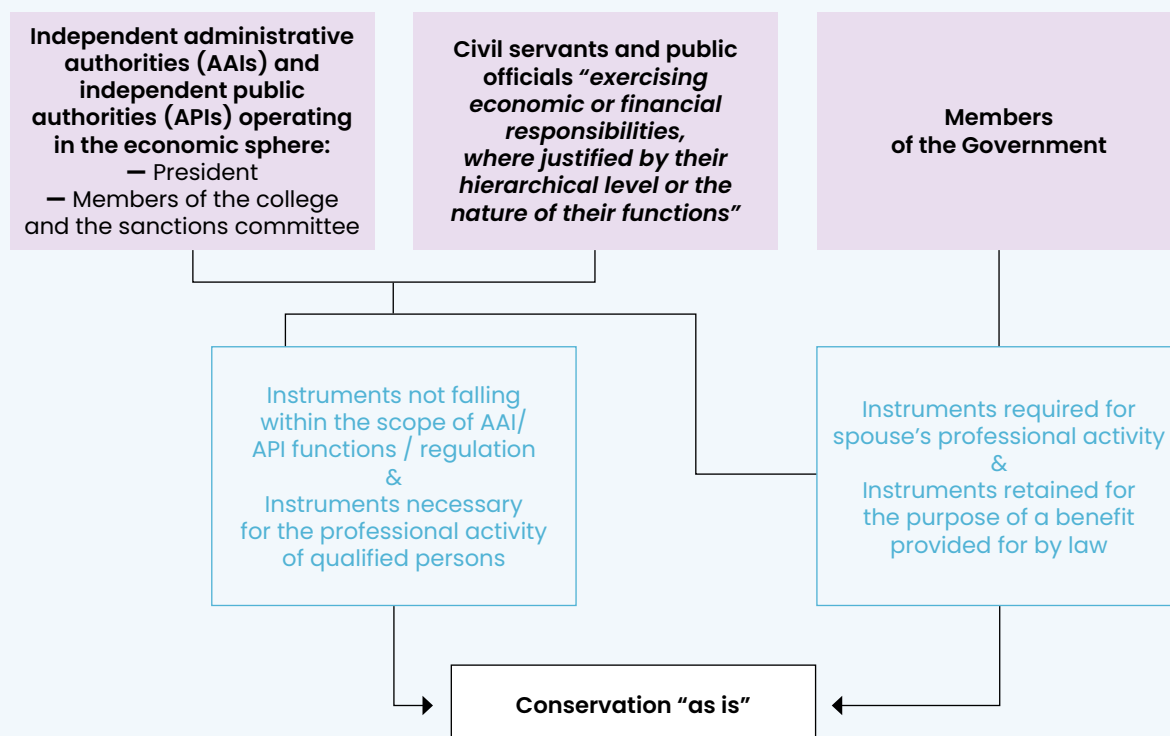 Independent administrative
authorities (AAIs) and
independent public
authorities (APIs) operating
in the economic sphere:
— President
— Members of the college
and the sanctions committee
Civil servants and public
officials “exercising
economic or financial
responsibilities,
where justified by their
hierarchical level or the
nature of their functions”
Members
of the Government
Instruments not falling
within the scope of AAI/
API functions / regulation
&
Instruments necessary
for the professional activity
of qualified persons
Instruments required for
spouse’s professional activity
&
Instruments retained for
the purpose of a benefit
provided for by law
Conservation “as is”